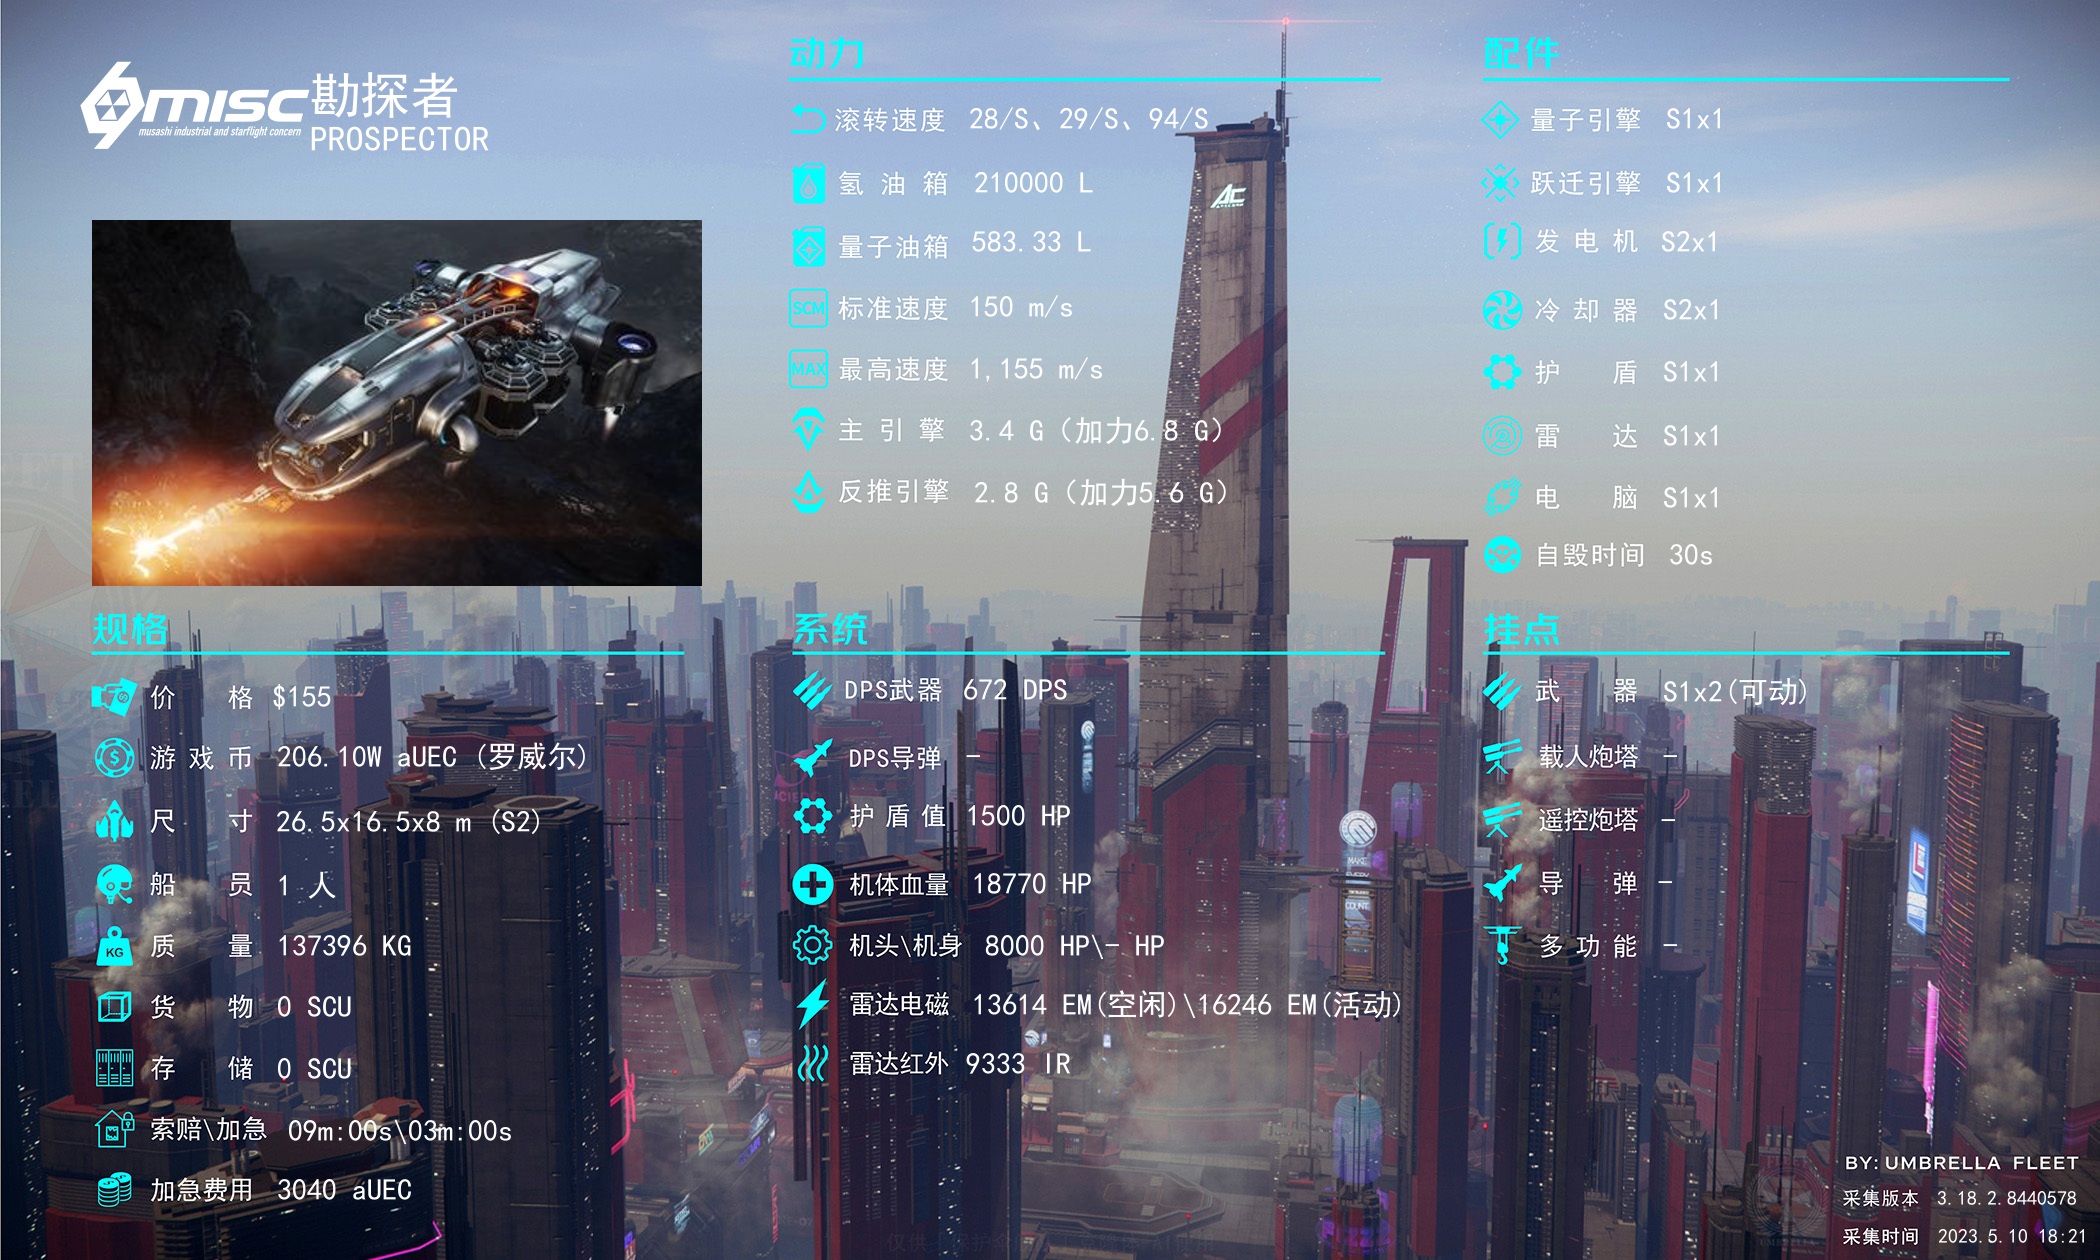 misc
musashi industrial and starflight concern
勘探者
PROSPECTOR
动力
滚转速度 28/S、29/S、94/S
氢油箱 210000 L
量子油箱 583.33 L
SCM 标准速度 150 m/s
MAX 最高速度 1,155 m/s
主引擎 3.4 G（加力6.8 G）
反推引擎 2.8 G（加力5.6 G）
配件
量子引擎 S1x1
跃迁引擎 S1x1
发电机 S2x1
冷却器 S2x1
护盾 S1x1
雷达 S1x1
电脑 S1x1
自毁时间 30s
规格
价格 $155
游戏币 206.10W aUEC (罗威尔)
尺寸 26.5x16.5x8 m (S2)
船员 1 人
KG 质量 137396 KG
货物 0 SCU
存储 0 SCU
索赔\加急 09m:00s\03m:00s
加急费用 3040 aUEC
系统
DPS武器 672 DPS
DPS导弹 -
护盾值 1500 HP
机体血量 18770 HP
机头\机身 8000 HP\- HP
雷达电磁 13614 EM(空闲)\16246 EM(活动)
雷达红外 9333 IR
挂点
武器 S1x2(可动)
载人炮塔 -
遥控炮塔 -
导弹 -
多功能 -
AC
MAKE
EVERY
COUNT
BY: UMBRELLA FLEET
采集版本 3.18.2.8440578
采集时间 2023.5.10 18:21